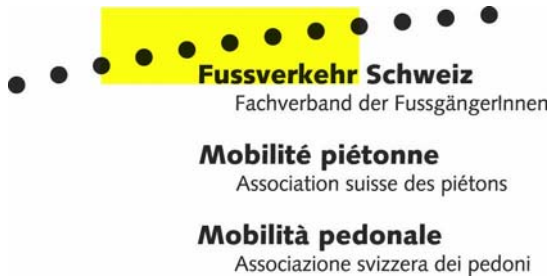 Fussverkehr Schweiz
Fachverband der FussgängerInnen
Mobilité piétonne
Association suisse des piétons
Mobilità pedonale
Associazione svizzera dei pedoni